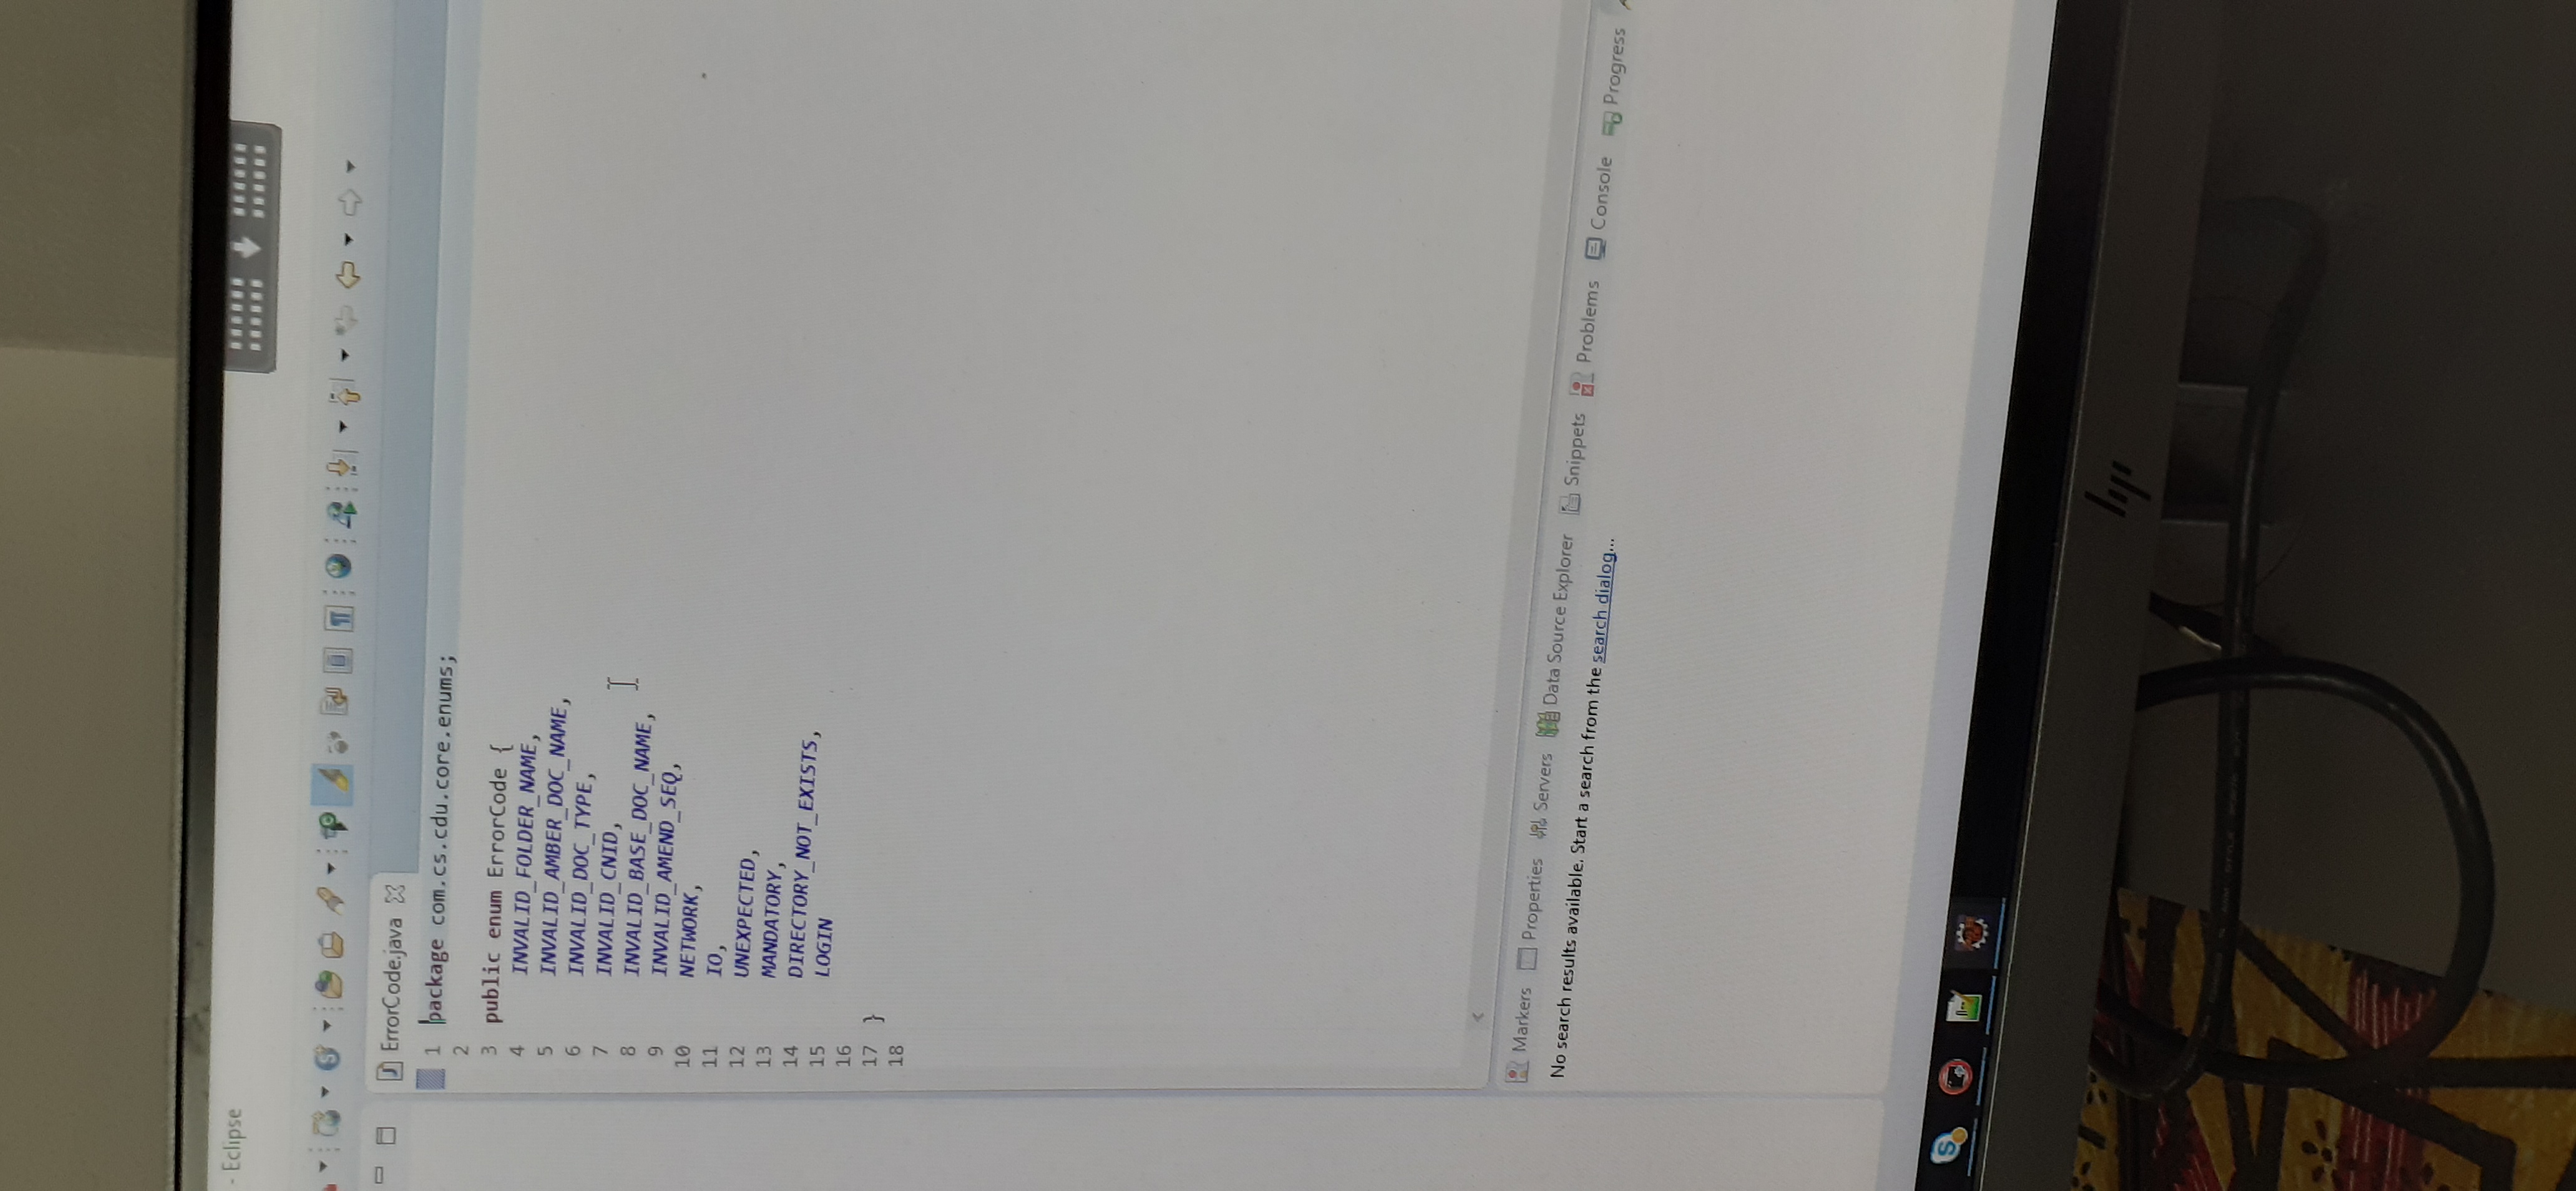 - Eclipse
ErrorCode.java
1 package com.cs.cdu.core.enums;
2
3 public enum ErrorCode {
4 INVALID_FOLDER_NAME,
5 INVALID_AMBER_DOC_NAME,
6 INVALID_DOC_TYPE,
7 INVALID_CNID,
8 INVALID_BASE_DOC_NAME,
9 INVALID_AMEND_SEQ,
10 NETWORK,
11 IO,
12 UNEXPECTED,
13 MANDATORY,
14 DIRECTORY_NOT_EXISTS,
15 LOGIN
16
17 }
18
Markers Properties Servers Data Source Explorer Snippets Problems Console Progress
No search results available. Start a search from the search dialog...
hp